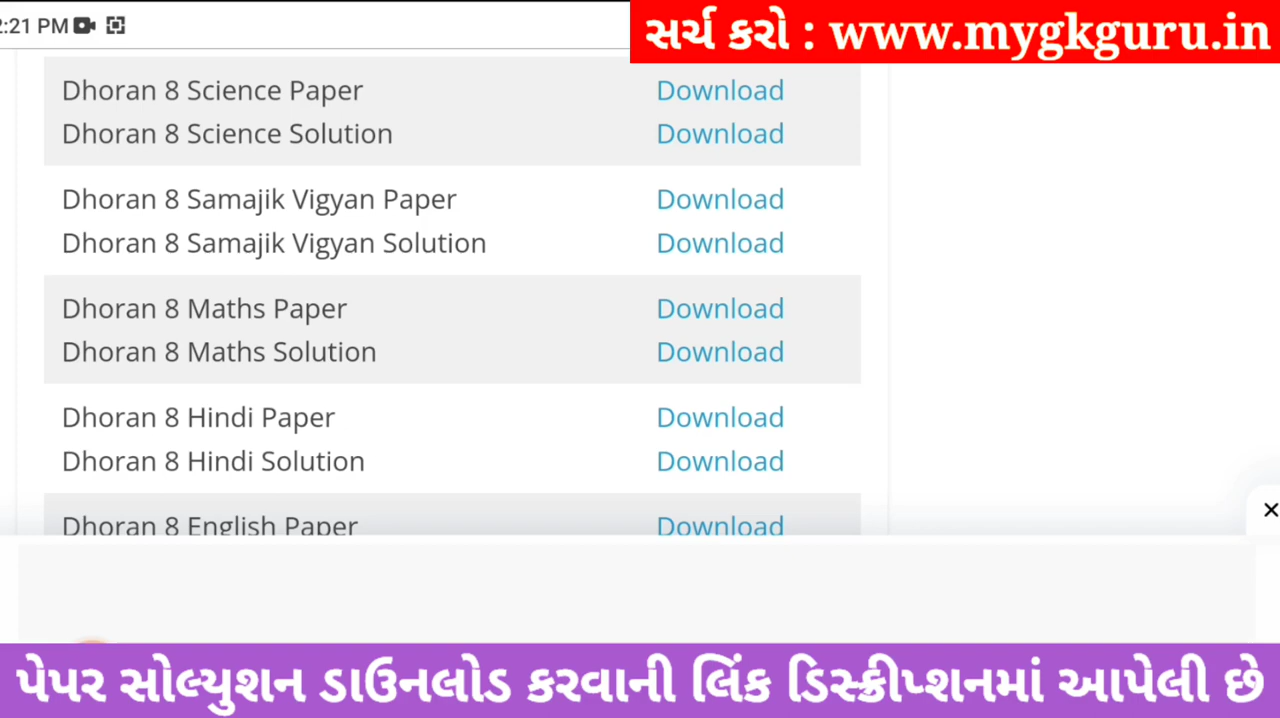 2:21 PM
સર્ચ કરો : www.mygkguru.in
Dhoran 8 Science Paper Download
Dhoran 8 Science Solution Download
Dhoran 8 Samajik Vigyan Paper Download
Dhoran 8 Samajik Vigyan Solution Download
Dhoran 8 Maths Paper Download
Dhoran 8 Maths Solution Download
Dhoran 8 Hindi Paper Download
Dhoran 8 Hindi Solution Download
Dhoran 8 English Paper Download
પેપર સોલ્યુશન ડાઉનલોડ કરવાની લિંક ડિસ્ક્રીપ્શનમાં આપેલી છે